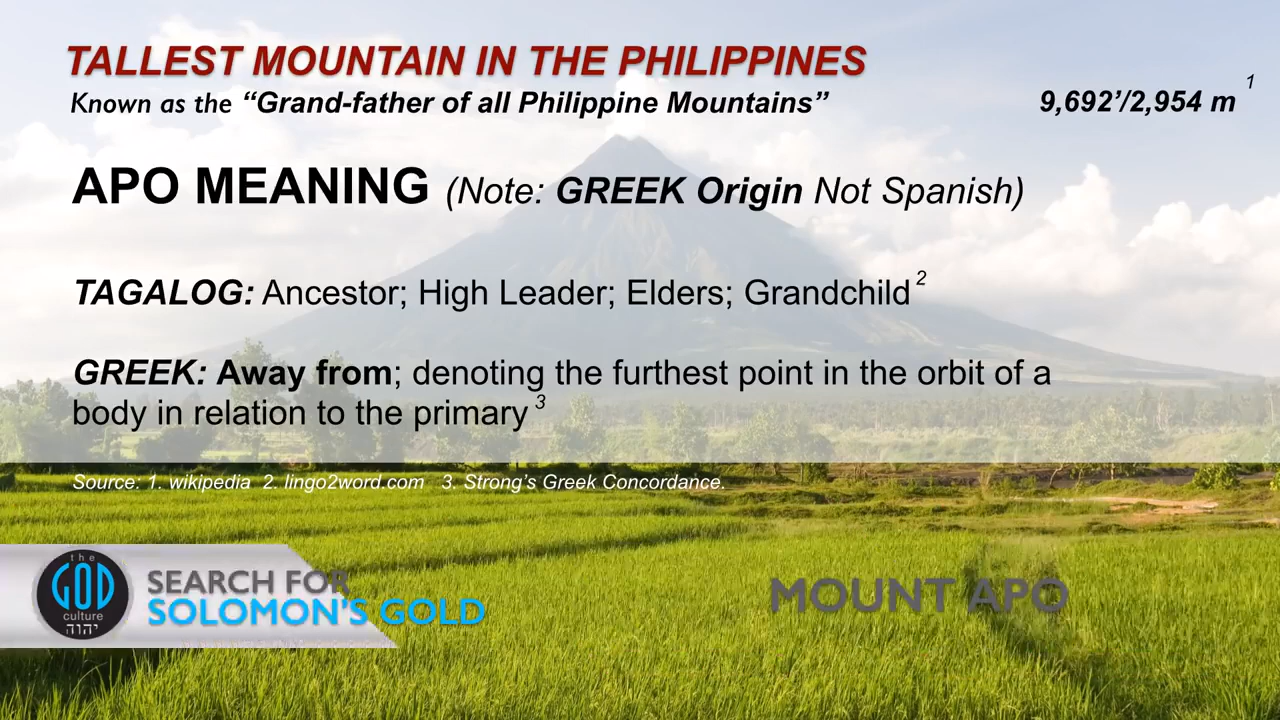 TALLEST MOUNTAIN IN THE PHILIPPINES
Known as the “Grand-father of all Philippine Mountains”
9,692’/2,954 m 1
APO MEANING (Note: GREEK Origin Not Spanish)
TAGALOG: Ancestor; High Leader; Elders; Grandchild 2
GREEK: Away from; denoting the furthest point in the orbit of a
body in relation to the primary 3
Source: 1. wikipedia 2. lingo2word.com 3. Strong’s Greek Concordance.
the
GOD
culture
יהוה
SEARCH FOR
SOLOMON’S GOLD
MOUNT APO